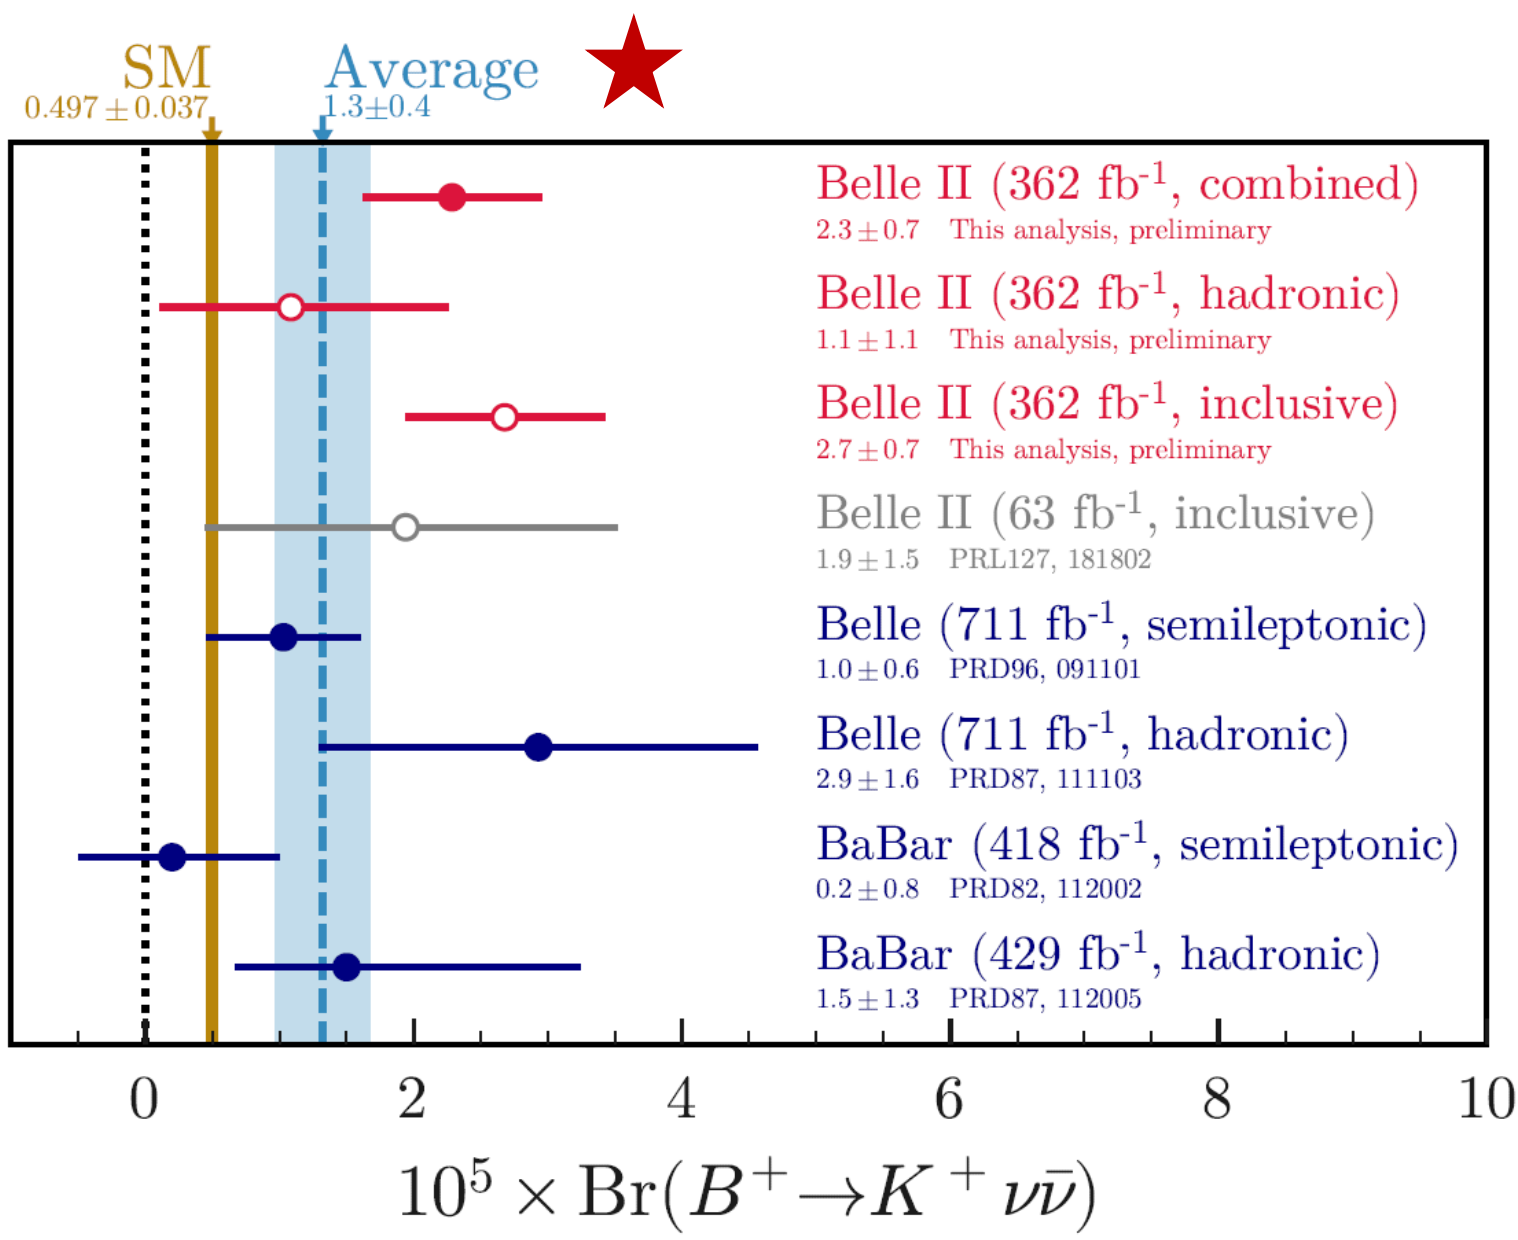 SM
0.497 ± 0.037
Average
1.3±0.4
Belle II (362 fb⁻¹, combined)
2.3 ± 0.7 This analysis, preliminary
Belle II (362 fb⁻¹, hadronic)
1.1 ± 1.1 This analysis, preliminary
Belle II (362 fb⁻¹, inclusive)
2.7 ± 0.7 This analysis, preliminary
Belle II (63 fb⁻¹, inclusive)
1.9 ± 1.5 PRL127, 181802
Belle (711 fb⁻¹, semileptonic)
1.0 ± 0.6 PRD96, 091101
Belle (711 fb⁻¹, hadronic)
2.9 ± 1.6 PRD87, 111103
BaBar (418 fb⁻¹, semileptonic)
0.2 ± 0.8 PRD82, 112002
BaBar (429 fb⁻¹, hadronic)
1.5 ± 1.3 PRD87, 112005
0 2 4 6 8 10
10⁵ × Br(B⁺→K⁺νν̄)